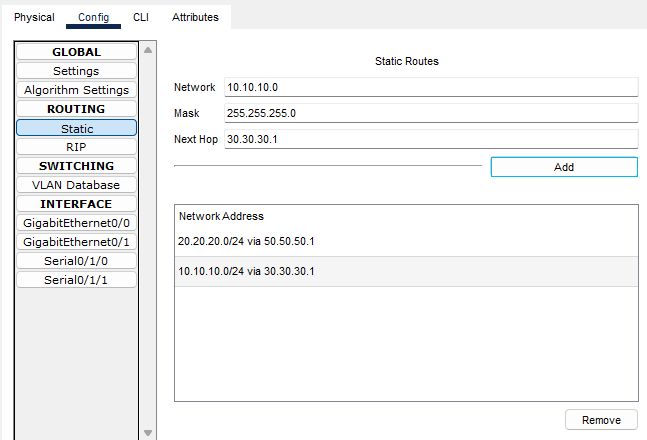 Physical Config CLI Attributes
GLOBAL
Settings
Algorithm Settings
ROUTING
Static
RIP
SWITCHING
VLAN Database
INTERFACE
GigabitEthernet0/0
GigabitEthernet0/1
Serial0/1/0
Serial0/1/1
Static Routes
Network 10.10.10.0
Mask 255.255.255.0
Next Hop 30.30.30.1
Add
Network Address
20.20.20.0/24 via 50.50.50.1
10.10.10.0/24 via 30.30.30.1
Remove